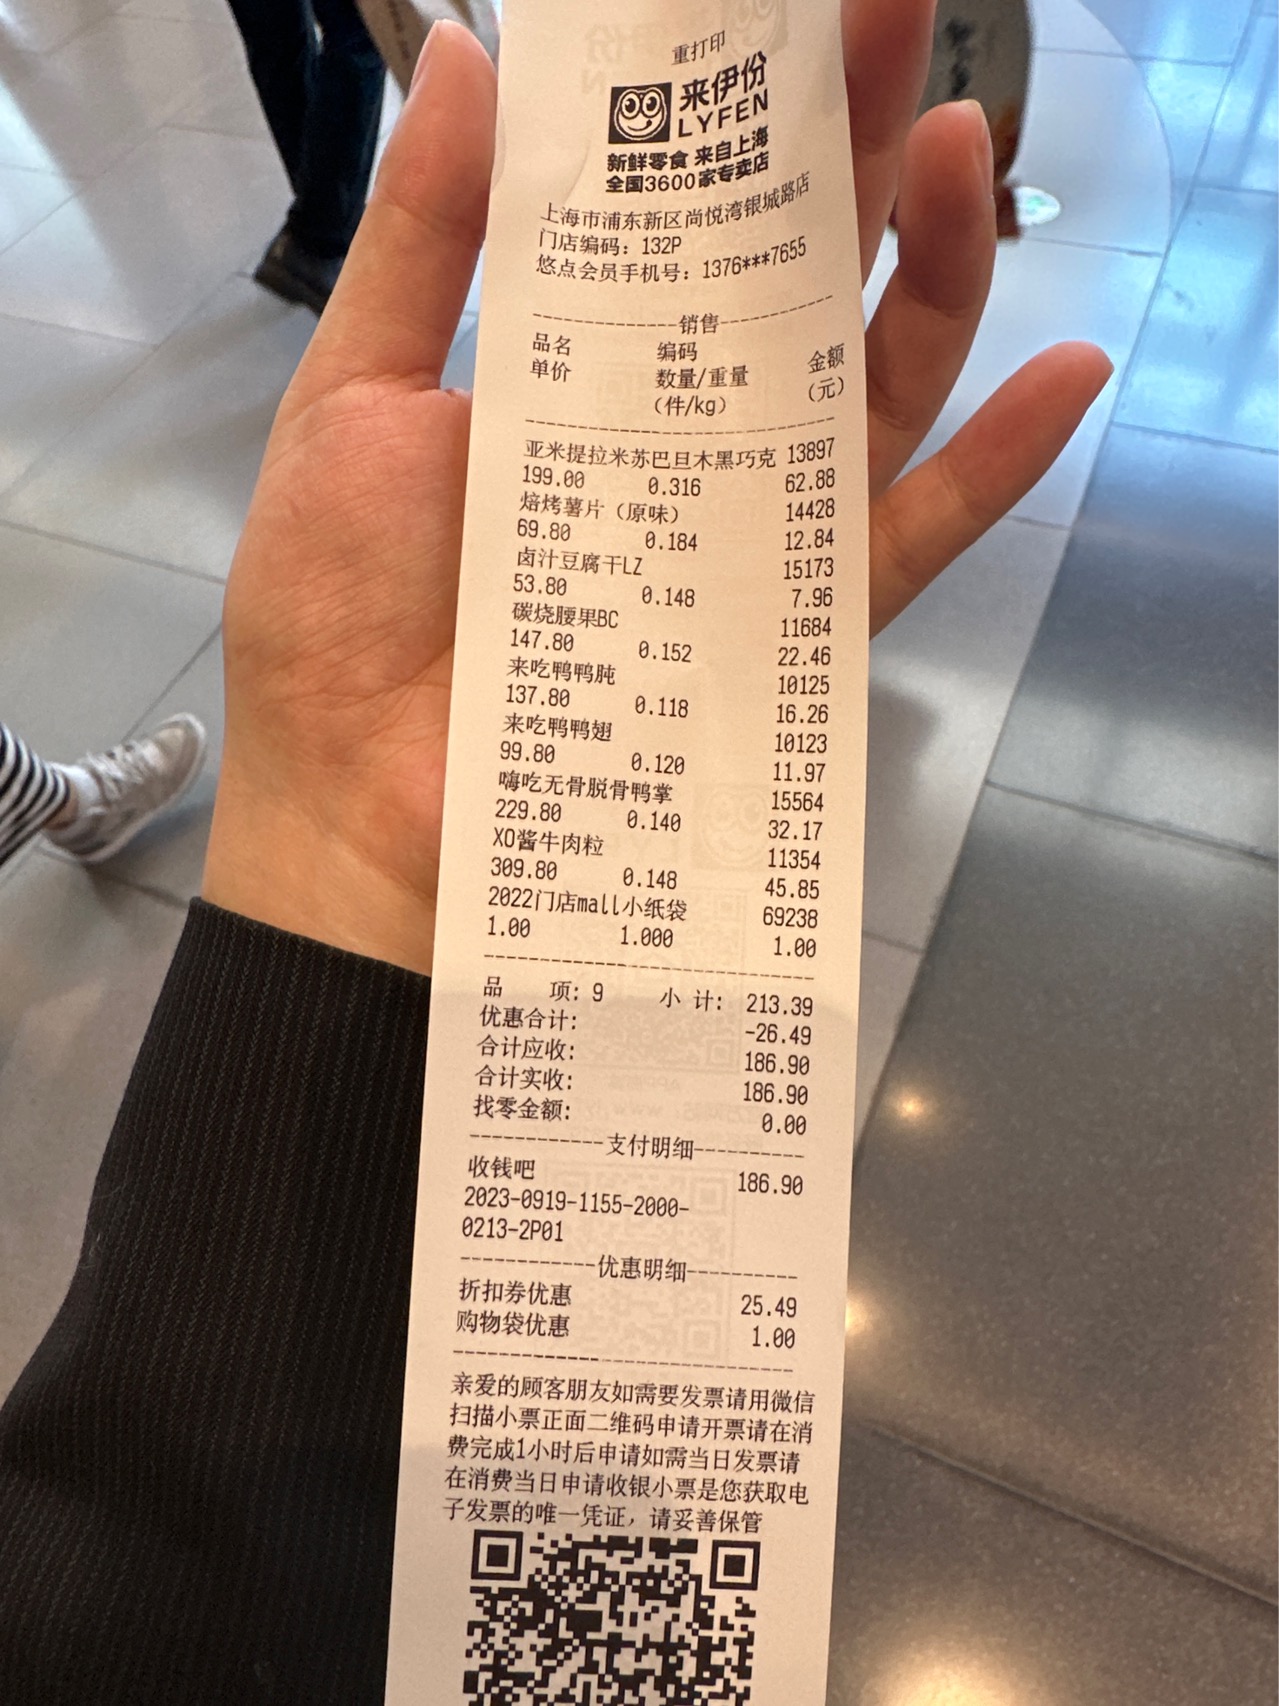 重打印
来伊份
LYFEN
新鲜零食 来自上海
全国3600家专卖店
上海市浦东新区尚悦湾银城路店
门店编码：132P
悠点会员手机号：1376***7655
------------销售------------
品名 编码 金额
单价 数量/重量 (元)
(件/kg)
亚米提拉米苏巴旦木黑巧克 13897
199.00 0.316 62.88
焙烤薯片（原味） 14428
69.80 0.184 12.84
卤汁豆腐干LZ 15173
53.80 0.148 7.96
碳烧腰果BC 11684
147.80 0.152 22.46
来吃鸭鸭肫 10125
137.80 0.118 16.26
来吃鸭鸭翅 10123
99.80 0.120 11.97
嗨吃无骨脱骨鸭掌 15564
229.80 0.140 32.17
XO酱牛肉粒 11354
309.80 0.148 45.85
2022门店mall小纸袋 69238
1.00 1.000 1.00
品 项: 9 小 计: 213.39
优惠合计: -26.49
合计应收: 186.90
合计实收: 186.90
找零金额: 0.00
------------支付明细----------
收钱吧 186.90
2023-0919-1155-2000-
0213-2P01
------------优惠明细----------
折扣券优惠 25.49
购物袋优惠 1.00
亲爱的顾客朋友如需要发票请用微信
扫描小票正面二维码申请开票请在消
费完成1小时后申请如需当日发票请
在消费当日申请收银小票是您获取电
子发票的唯一凭证，请妥善保管